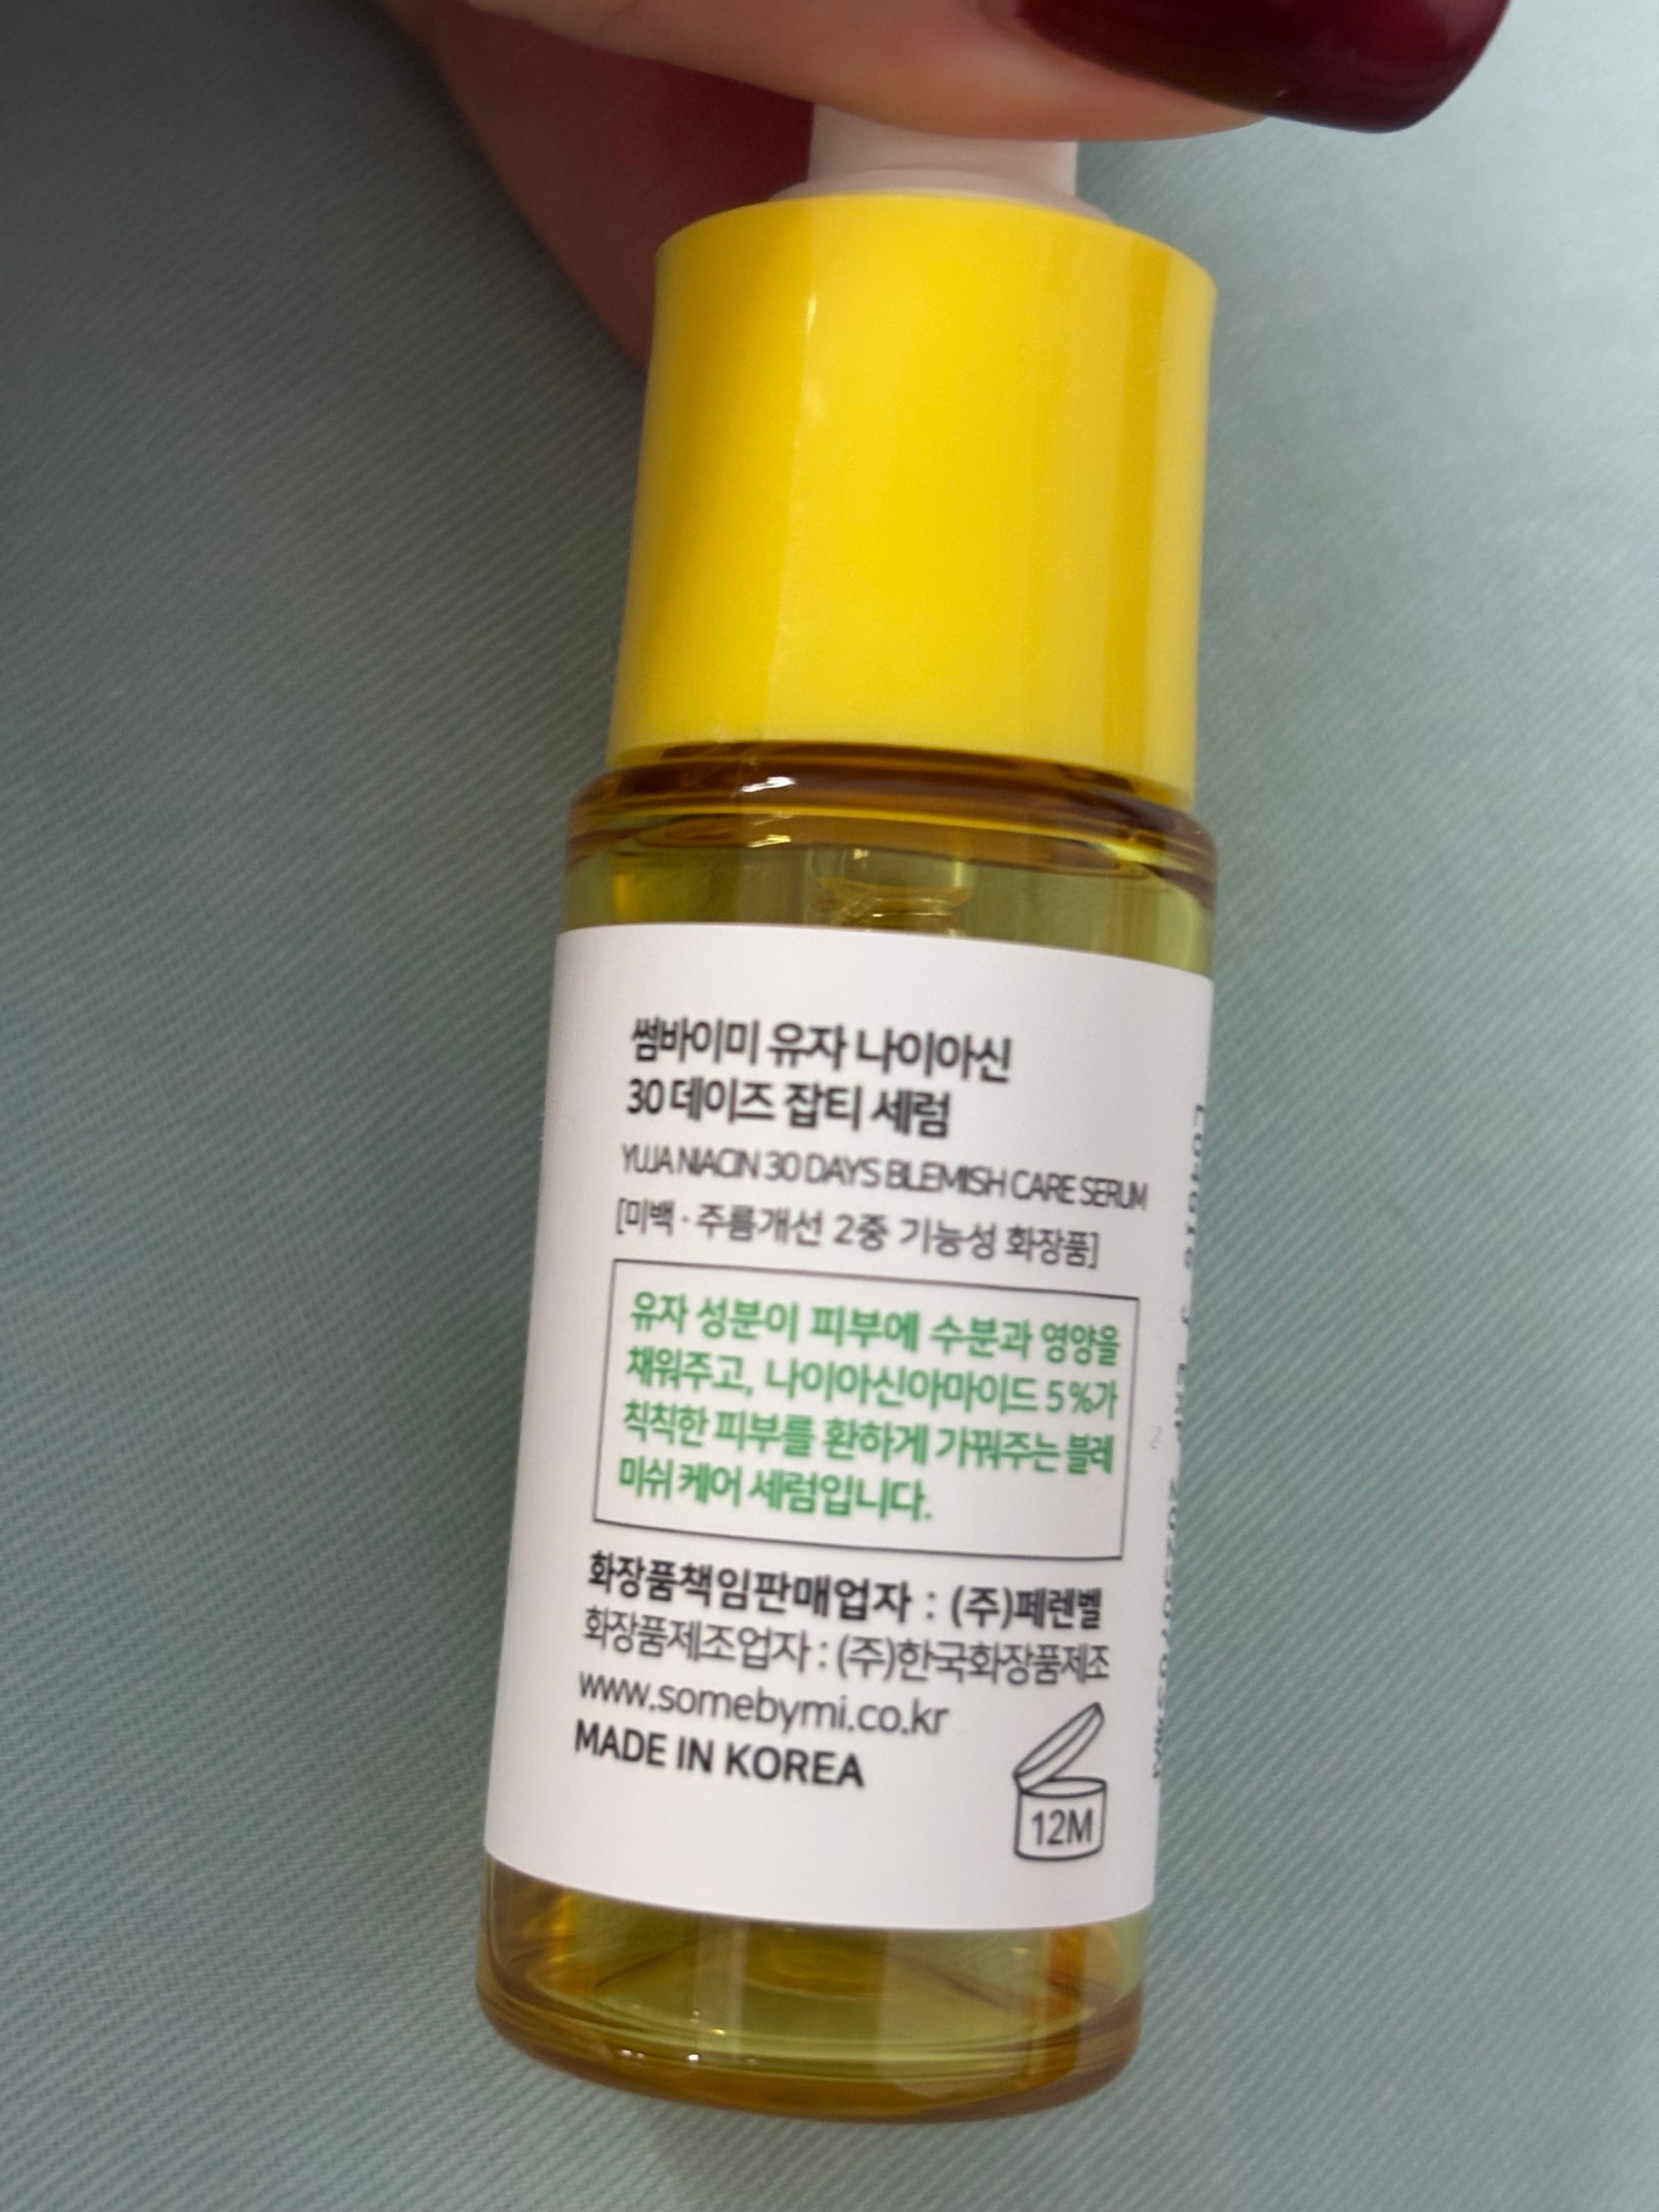 썸바이미 유자 나이아신
30 데이즈 잡티 세럼
YUJA NIACIN 30 DAYS BLEMISH CARE SERUM
[미백 · 주름개선 2중 기능성 화장품]
유자 성분이 피부에 수분과 영양을
채워주고, 나이아신아마이드 5%가
칙칙한 피부를 환하게 가꿔주는 블레
미쉬 케어 세럼입니다.
화장품책임판매업자 : (주)페렌벨
화장품제조업자 : (주)한국화장품제조
www.somebymi.co.kr
MADE IN KOREA
12M